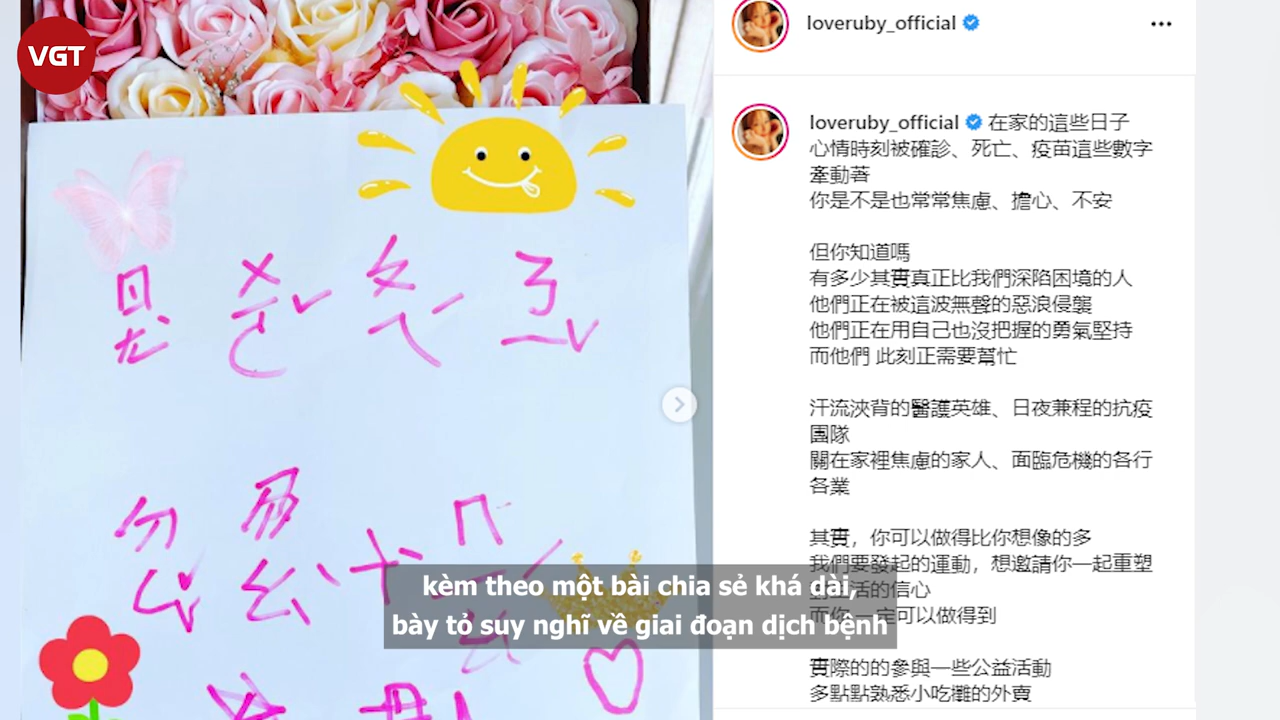 VGT
loveruby_official
loveruby_official 在家的這些日子
心情時刻被確診、死亡、疫苗這些數字
牽動著
你是不是也常常焦慮、擔心、不安
但你知道嗎
有多少其實真正比我們深陷困境的人
他們正在被這波無聲的惡浪侵襲
他們正在用自己也沒把握的勇氣堅持
而他們 此刻正需要幫忙
汗流浹背的醫護英雄、日夜兼程的抗疫
團隊
關在家裡焦慮的家人、面臨危機的各行
各業
其實，你可以做得比你想像的多
我們要發起的運動，想邀請你一起重塑
活的信心
而你一定可以做得到
實際的的參與一些公益活動
多點點熟悉小吃攤的外賣
kèm theo một bài chia sẻ khá dài,
bày tỏ suy nghĩ về giai đoạn dịch bệnh